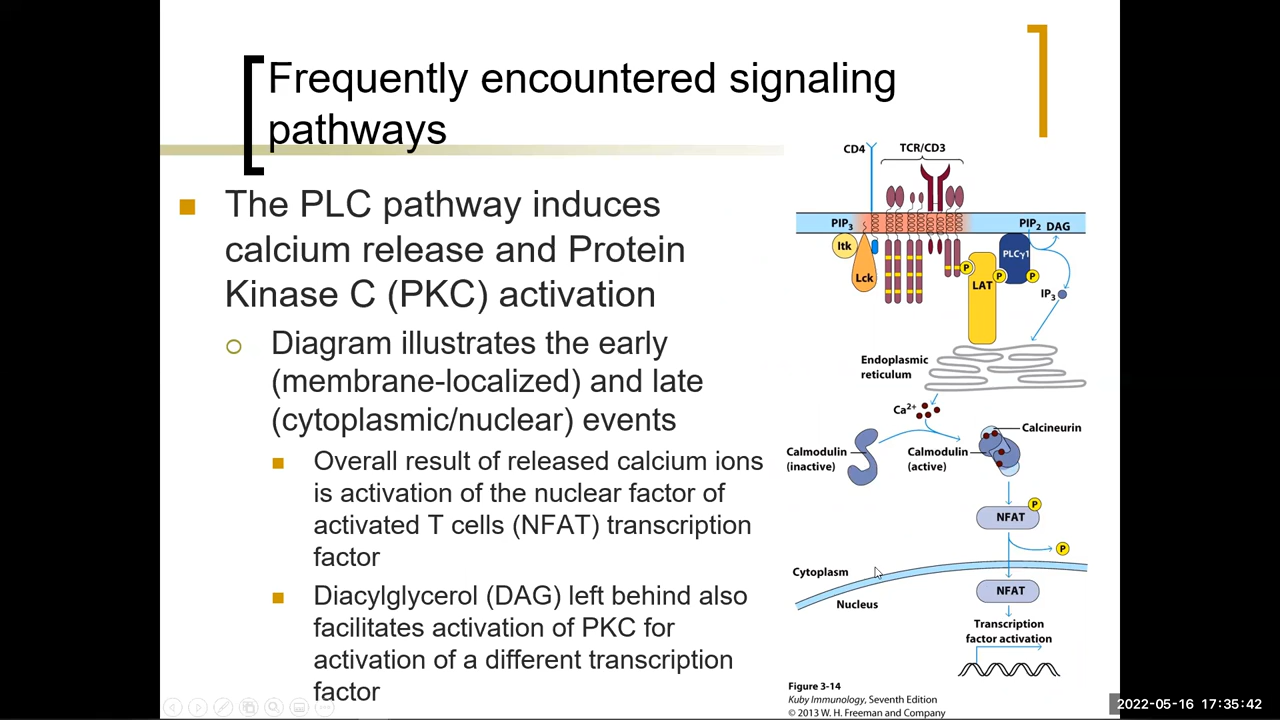 Frequently encountered signaling
pathways
The PLC pathway induces
calcium release and Protein
Kinase C (PKC) activation
Diagram illustrates the early
(membrane-localized) and late
(cytoplasmic/nuclear) events
Overall result of released calcium ions
is activation of the nuclear factor of
activated T cells (NFAT) transcription
factor
Diacylglycerol (DAG) left behind also
facilitates activation of PKC for
activation of a different transcription
factor
CD4
TCR/CD3
PIP3
PIP2 DAG
Itk
Lck
PLCγ1
P
P
P
LAT
IP3
Endoplasmic
reticulum
Ca2+
Calcineurin
Calmodulin
(inactive)
Calmodulin
(active)
P
NFAT
P
Cytoplasm
Nucleus
NFAT
Transcription
factor activation
Figure 3-14
Kuby Immunology, Seventh Edition
© 2013 W. H. Freeman and Company
2022-05-16 17:35:42